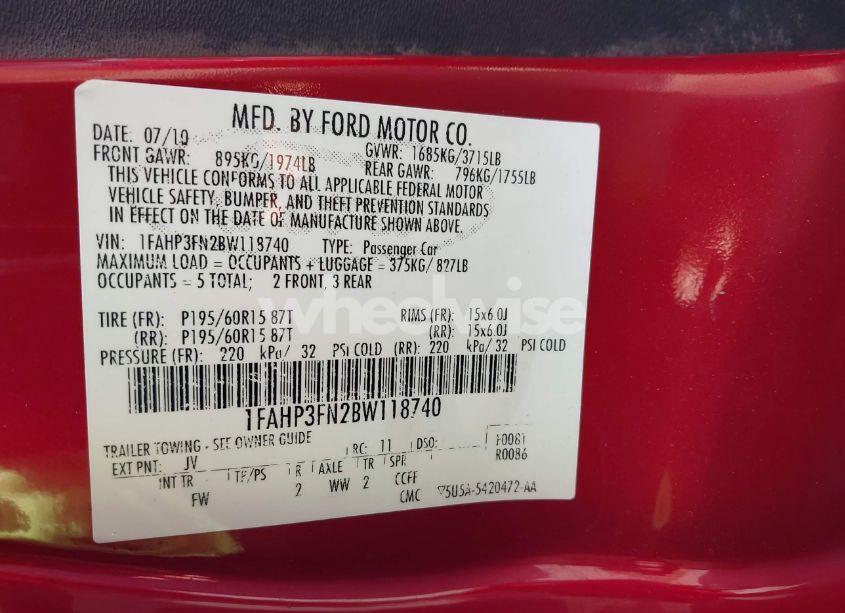 MFD. BY FORD MOTOR CO.
DATE: 07/10 GVWR: 1685KG/3715LB
FRONT GAWR: 895KG/1974LB REAR GAWR: 796KG/1755LB
THIS VEHICLE CONFORMS TO ALL APPLICABLE FEDERAL MOTOR
VEHICLE SAFETY, BUMPER, AND THEFT PREVENTION STANDARDS
IN EFFECT ON THE DATE OF MANUFACTURE SHOWN ABOVE.
VIN: 1FAHP3FN2BW118740 TYPE: Passenger Car
MAXIMUM LOAD = OCCUPANTS + LUGGAGE = 375KG/ 827LB
OCCUPANTS = 5 TOTAL; 2 FRONT, 3 REAR
wheelwise
TIRE (FR): P195/60R15 87T RIMS (FR): 15x6.0J
(RR): P195/60R15 87T (RR): 15x6.0J
PRESSURE (FR): 220 kPa/ 32 PSI COLD (RR): 220 kPa/ 32 PSI COLD
1FAHP3FN2BW118740
TRAILER TOWING - SEE OWNER GUIDE
EXT PNT: JV RC: 11 DSO: F0081
R0086
INT TR TP/PS R AXLE TR SPR
FW 2 WW 2 CCFF
CMC 5U5A-5420472-AA